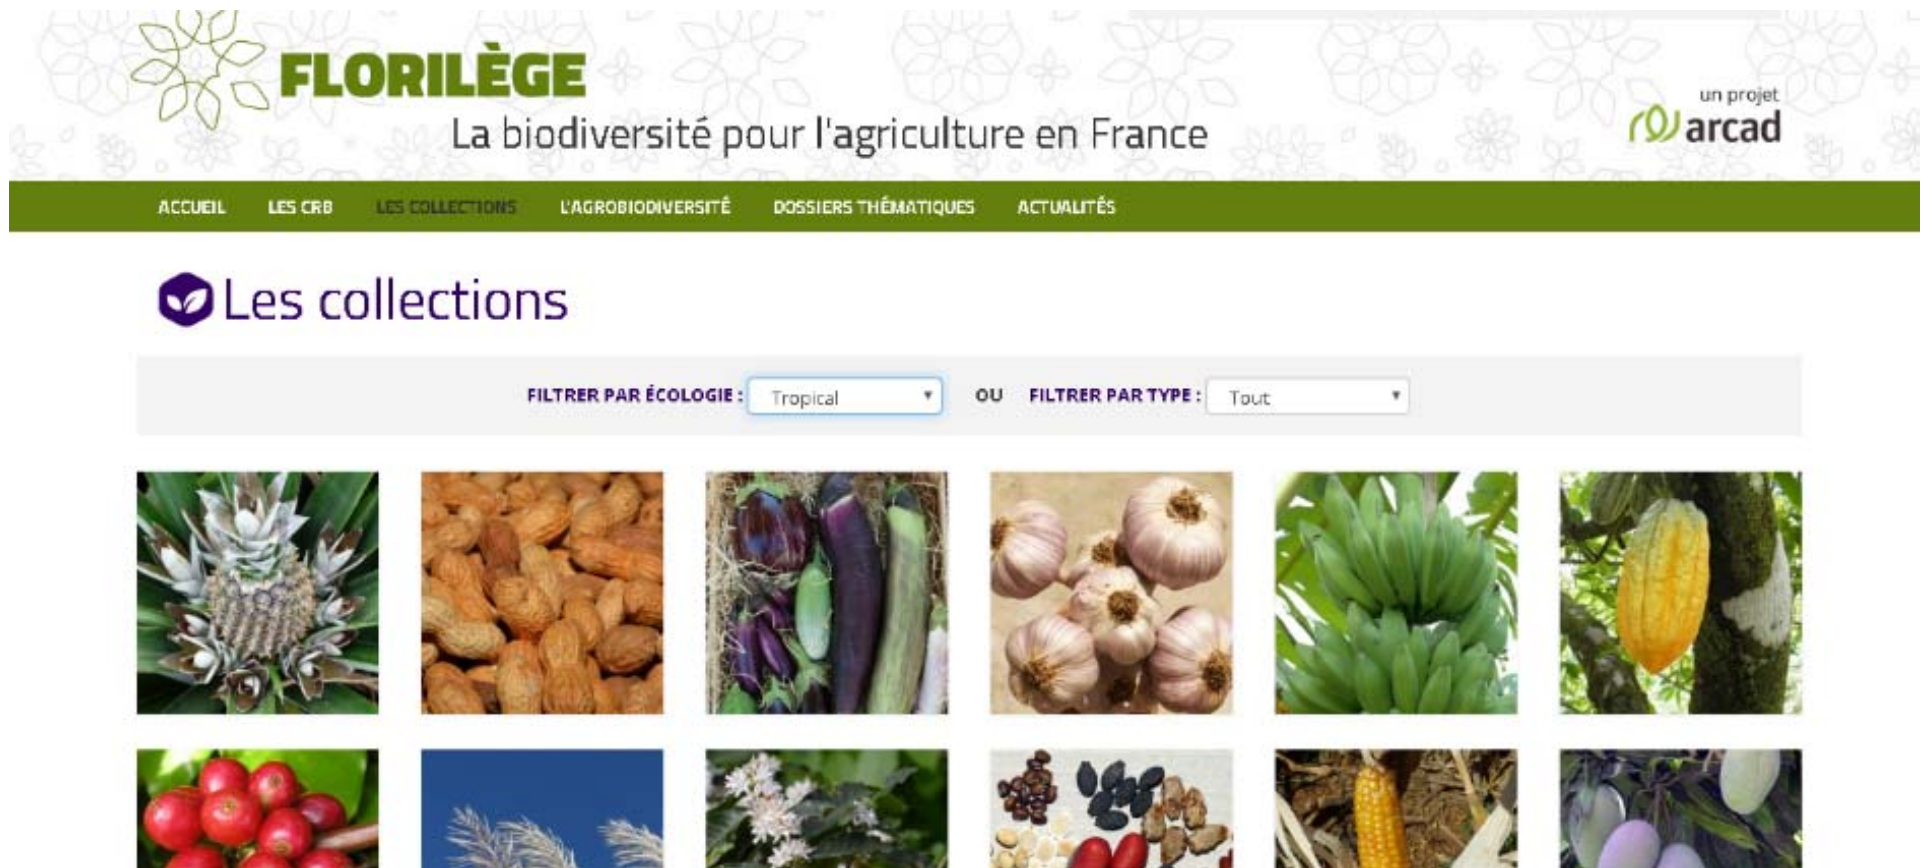 FLORILÈGE
La biodiversité pour l'agriculture en France
un projet
arcad
ACCUEIL LES CRB LES COLLECTIONS L'AGROBIODIVERSITÉ DOSSIERS THÉMATIQUES ACTUALITÉS
Les collections
FILTRER PAR ÉCOLOGIE : Tropical OU FILTRER PAR TYPE : Tout